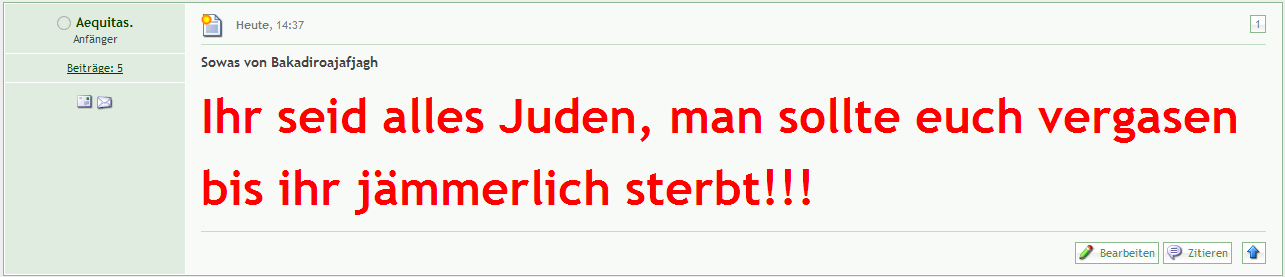 Aequitas.
Anfänger
Beiträge: 5
Heute, 14:37
1
Sowas von Bakadiroajafjagh
Ihr seid alles Juden, man sollte euch vergasen
bis ihr jämmerlich sterbt!!!
Bearbeiten
Zitieren